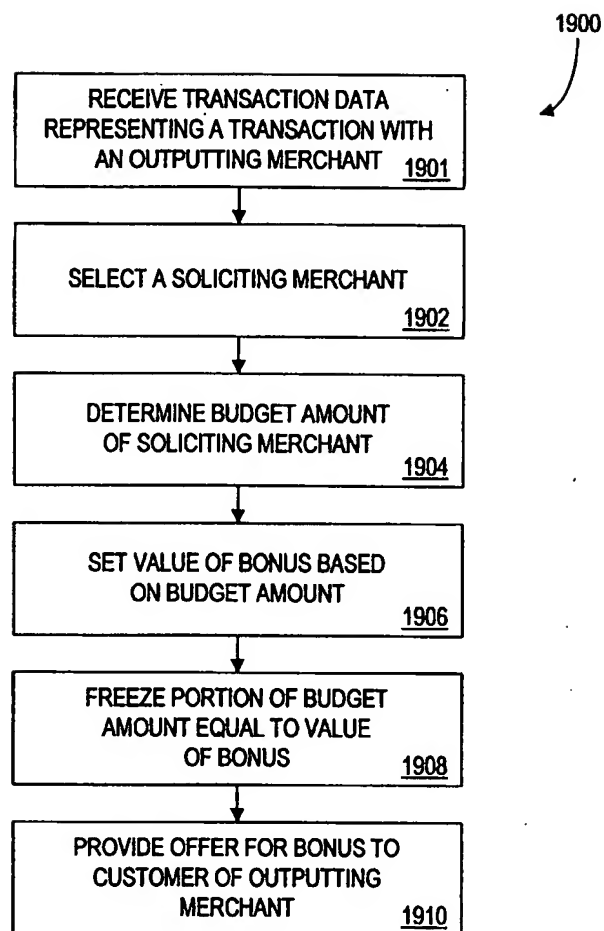 1900
RECEIVE TRANSACTION DATA
REPRESENTING A TRANSACTION WITH
AN OUTPUTTING MERCHANT
1901
SELECT A SOLICITING MERCHANT
1902
DETERMINE BUDGET AMOUNT
OF SOLICITING MERCHANT
1904
SET VALUE OF BONUS BASED
ON BUDGET AMOUNT
1906
FREEZE PORTION OF BUDGET
AMOUNT EQUAL TO VALUE
OF BONUS
1908
PROVIDE OFFER FOR BONUS TO
CUSTOMER OF OUTPUTTING
MERCHANT
1910